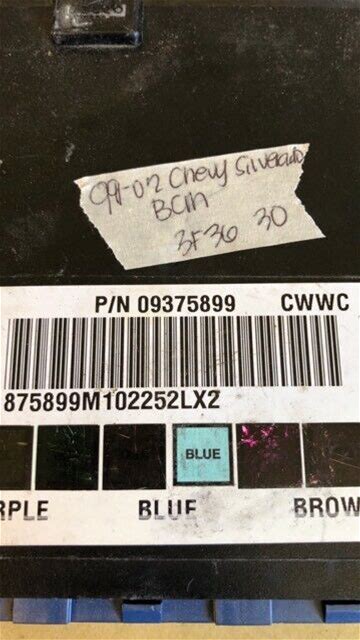 99-02 Chevy Silverado
BCM
3F36 30
P/N 09375899 CWWC
875899M102252LX2
BLUE
RPLE BLUE BROW